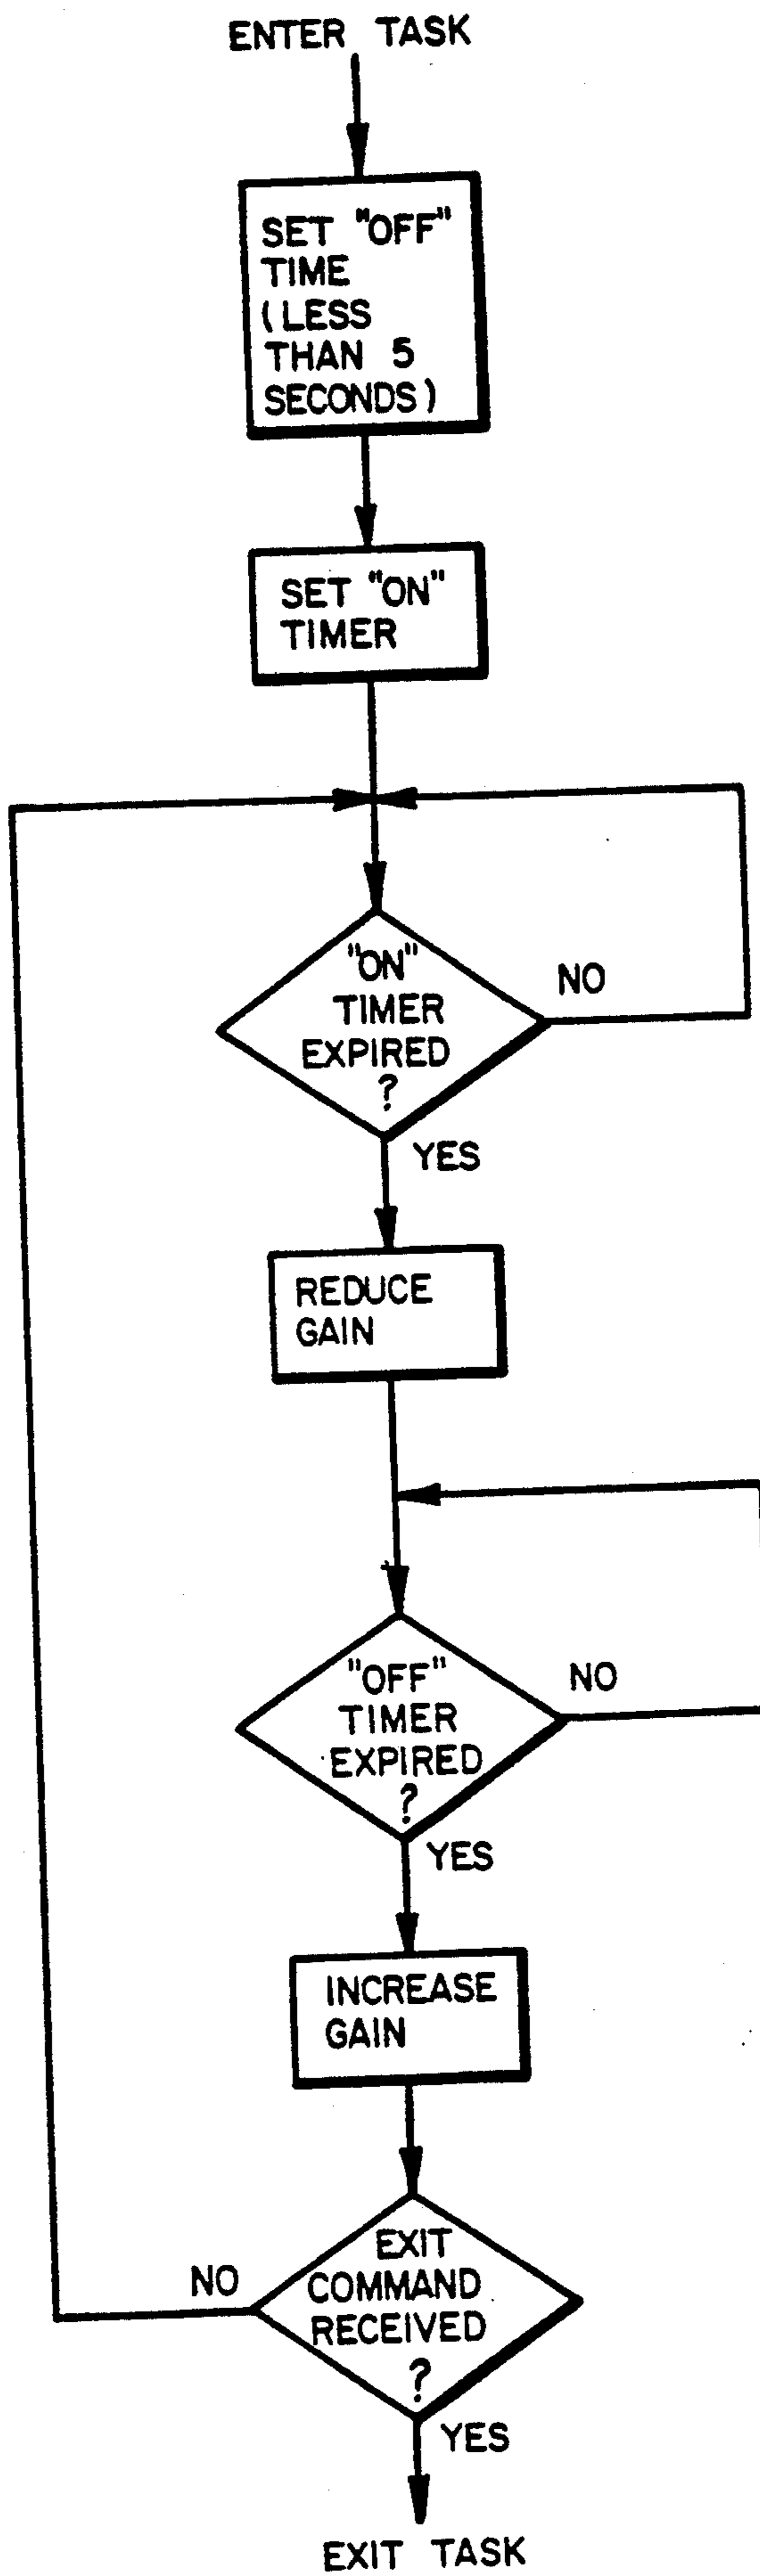 ENTER TASK
SET "OFF"
TIME
(LESS
THAN 5
SECONDS)
SET "ON"
TIMER
"ON"
TIMER
EXPIRED
?
NO
YES
REDUCE
GAIN
"OFF"
TIMER
EXPIRED
?
NO
YES
INCREASE
GAIN
EXIT
COMMAND
RECEIVED
?
NO
YES
EXIT TASK